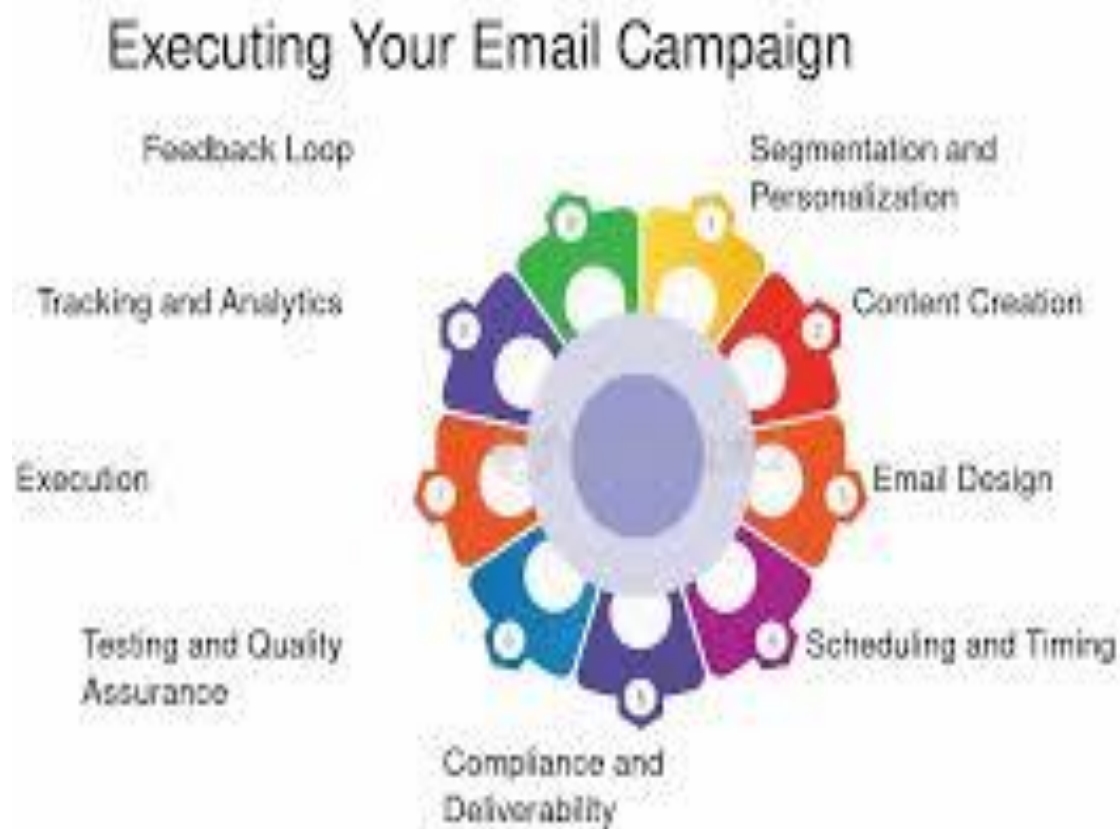 Executing Your Email Campaign
Feedback Loop
Segmentation and
Personalization
Tracking and Analytics
Content Creation
Execution
Email Design
Testing and Quality
Assurance
Scheduling and Timing
Compliance and
Deliverability